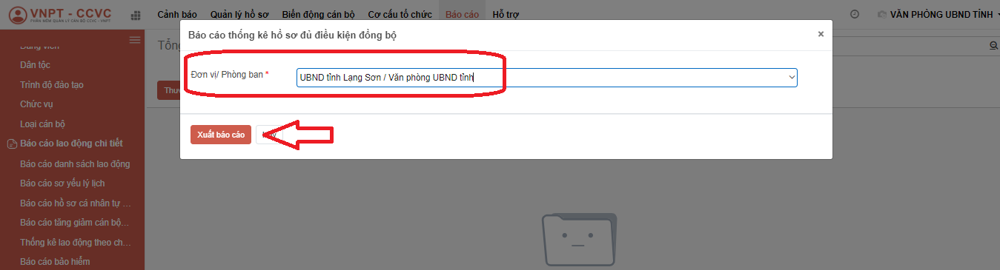 VNPT - CCVC
PHẦN MỀM QUẢN LÝ CÁN BỘ CCVC - VNPT
Cảnh báo Quản lý hồ sơ Biến động cán bộ Cơ cấu tổ chức Báo cáo Hỗ trợ
VĂN PHÒNG UBND TỈNH
Báo cáo thống kê hồ sơ đủ điều kiện đồng bộ
×
Đơn vị/ Phòng ban *
UBND tỉnh Lạng Sơn / Văn phòng UBND tỉnh
Xuất báo cáo
Đảng viên
Dân tộc
Trình độ đào tạo
Chức vụ
Loại cán bộ
Báo cáo lao động chi tiết
Báo cáo danh sách lao động
Báo cáo sơ yếu lý lịch
Báo cáo hồ sơ cá nhân tự ...
Báo cáo tăng giảm cán bộ...
Thống kê lao động theo ch...
Báo cáo bảo hiểm